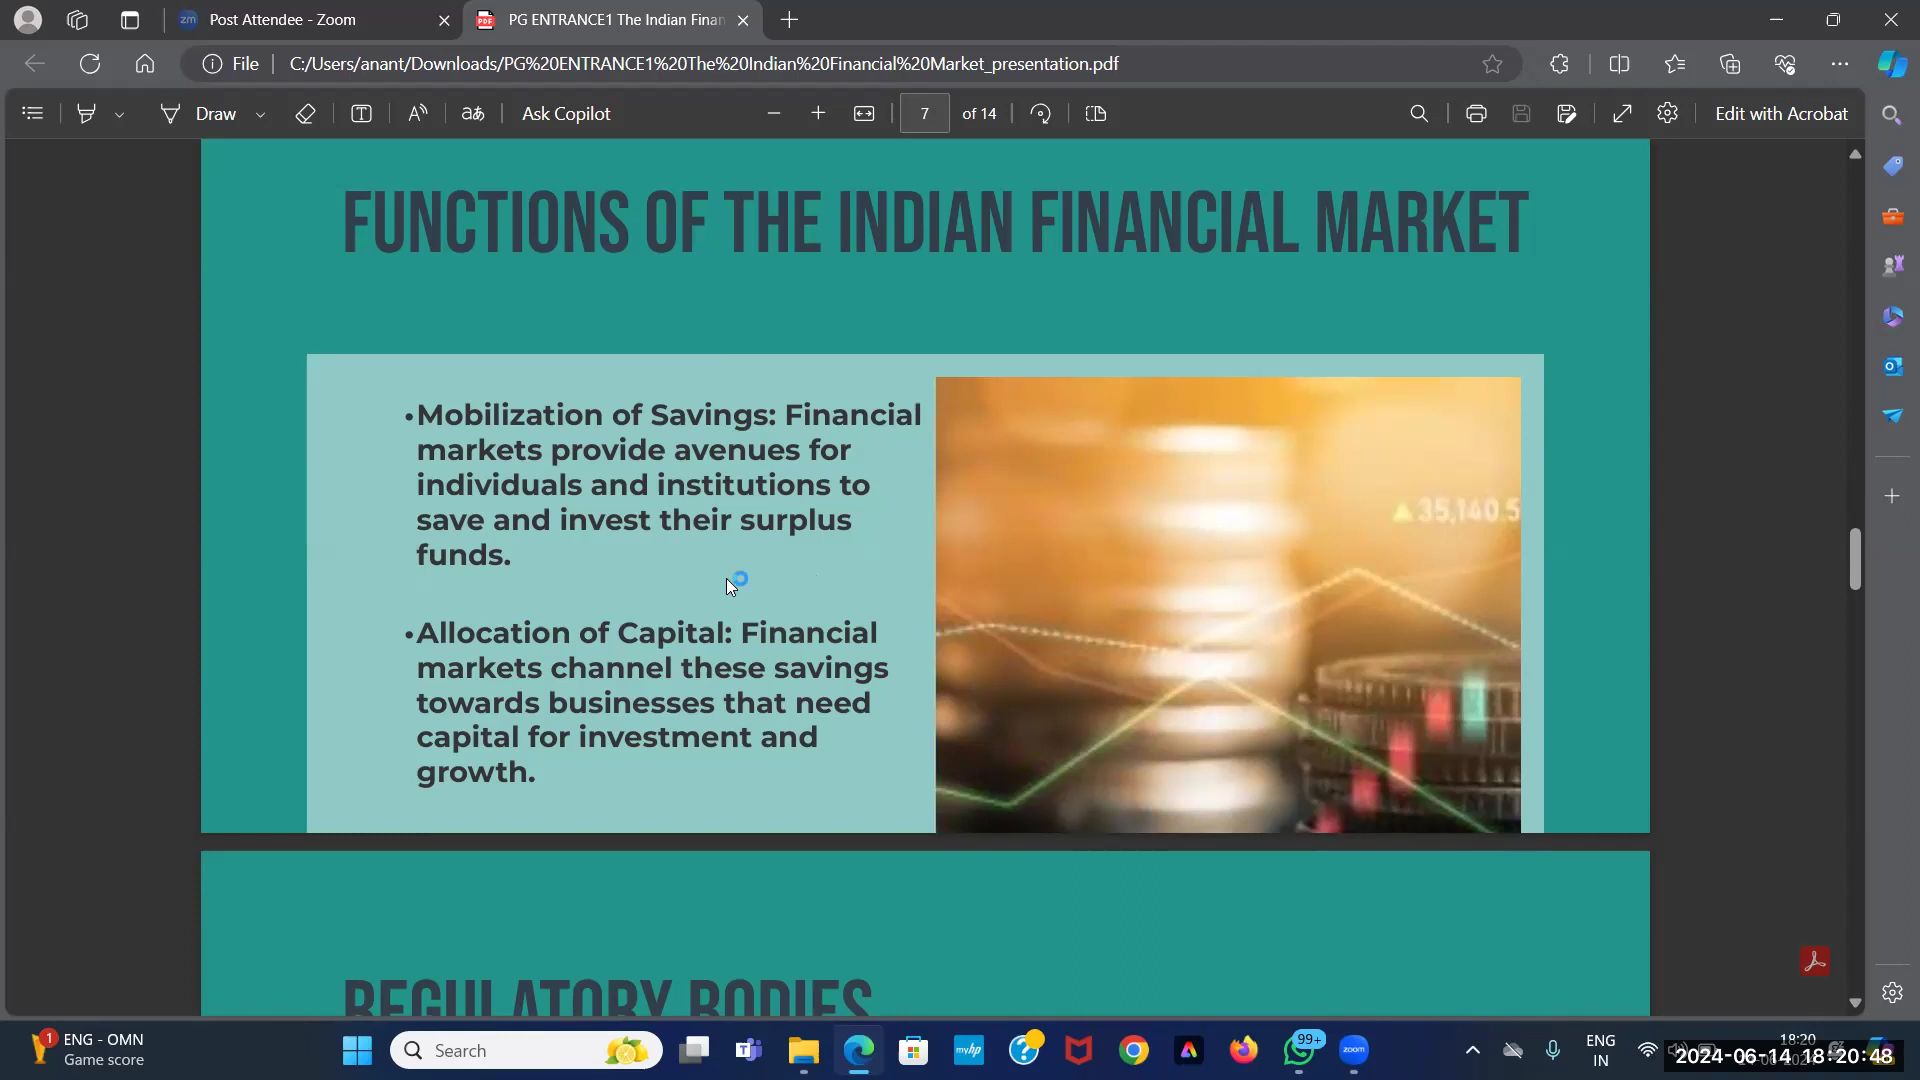 Post Attendee - Zoom
PG ENTRANCE1 The Indian Finan
File
C:/Users/anant/Downloads/PG%20ENTRANCE1%20The%20Indian%20Financial%20Market_presentation.pdf
Draw
Ask Copilot
7
of 14
Edit with Acrobat
FUNCTIONS OF THE INDIAN FINANCIAL MARKET
•Mobilization of Savings: Financial
markets provide avenues for
individuals and institutions to
save and invest their surplus
funds.
•Allocation of Capital: Financial
markets channel these savings
towards businesses that need
capital for investment and
growth.
35,140.5
REGULATORY BODIES
1
ENG - OMN
Game score
Search
myhp
99+
zoom
ENG
IN
18:20
2024-06-14 18:20:48